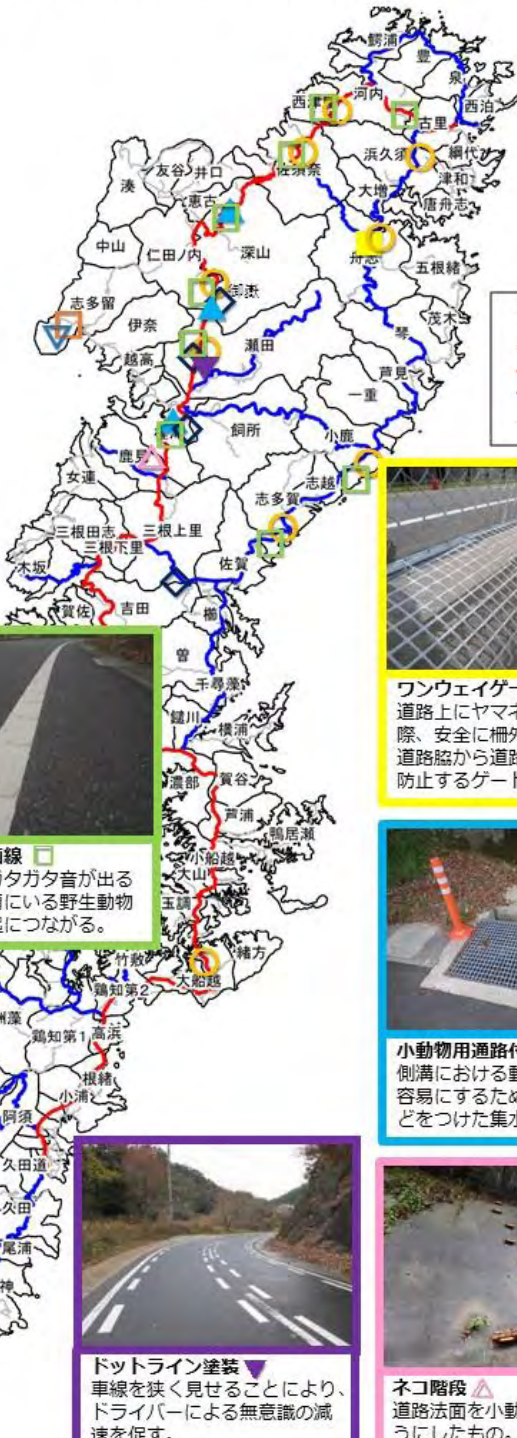 鰐浦
豊
泉
河内
西泊
古里
浜久須
網代
津和
大増
唐舟志
佐須奈
友谷
井口
湊
恵古
中山
仁田ノ内
深山
舟志
五根緒
志多留
御嶽
伊奈
茂木
琴
瀬田
越高
芦見
一重
飼所
小鹿
鹿見
女連
志越
志多賀
三根田志
三根上里
三根下里
佐賀
木坂
賀佐
吉田
櫛
曽
千尋藻
鑓川
横浦
濃部
賀谷
芦浦
鴨居瀬
小船越
大山
玉調
緒方
竹敷
大船越
鶏知第2
洲藻
鶏知第1
高浜
根緒
小浦
阿須
久田道
久田
尾浦
神
ワンウェイゲー
道路上にヤマネ
際、安全に柵外
道路脇から道路
防止するゲート
線
ガタガタ音が出る
にいる野生動物
につながる。
小動物用通路付
側溝における動
容易にするため
どをつけた集水
ドットライン塗装
車線を狭く見せることにより、
ドライバーによる無意識の減
速を促す。
ネコ階段
道路法面を小動
うにしたもの。